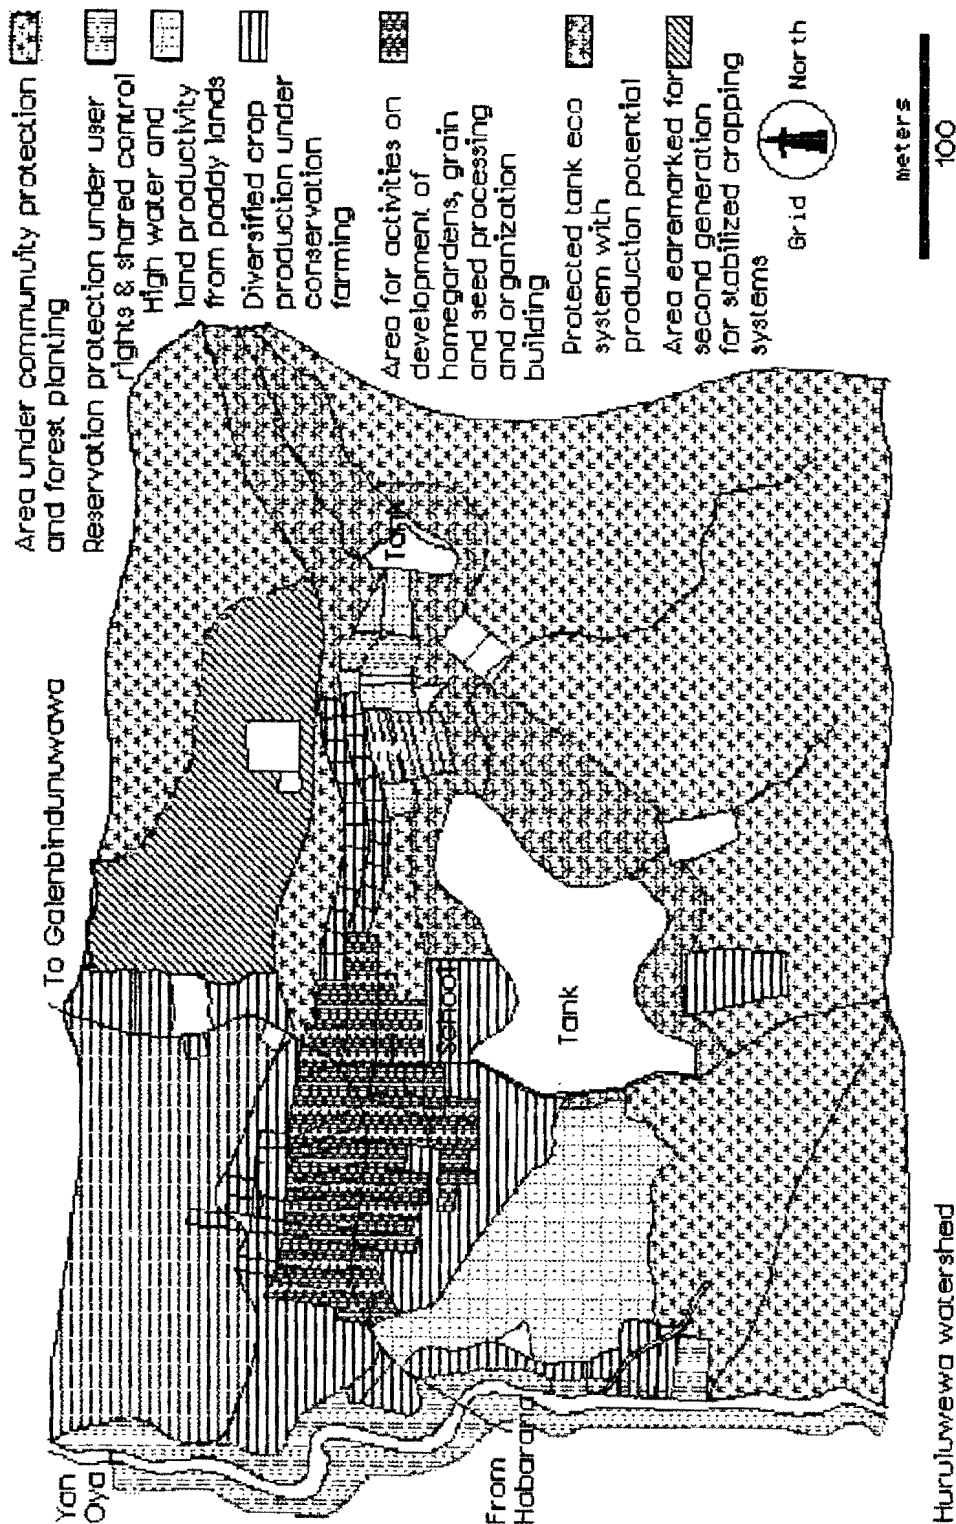 Area under communuity protection
and forest planting
Reservation protection under user
rights & shared control
High water and
land productivity
from paddy lands
Diversified crop
production under
conservation
farming
Area for activities on
development of
homegardens, grain
and seed processing
and organization
building
Protected tank eco
system with
production potential
Area earemarked for
second generation
for stabilized cropping
systems
Grid North
meters
100
To Galenbindunuwawa
Tank
School
Tank
Yan
Oya
From
Habarana
Huruluwewa watershed